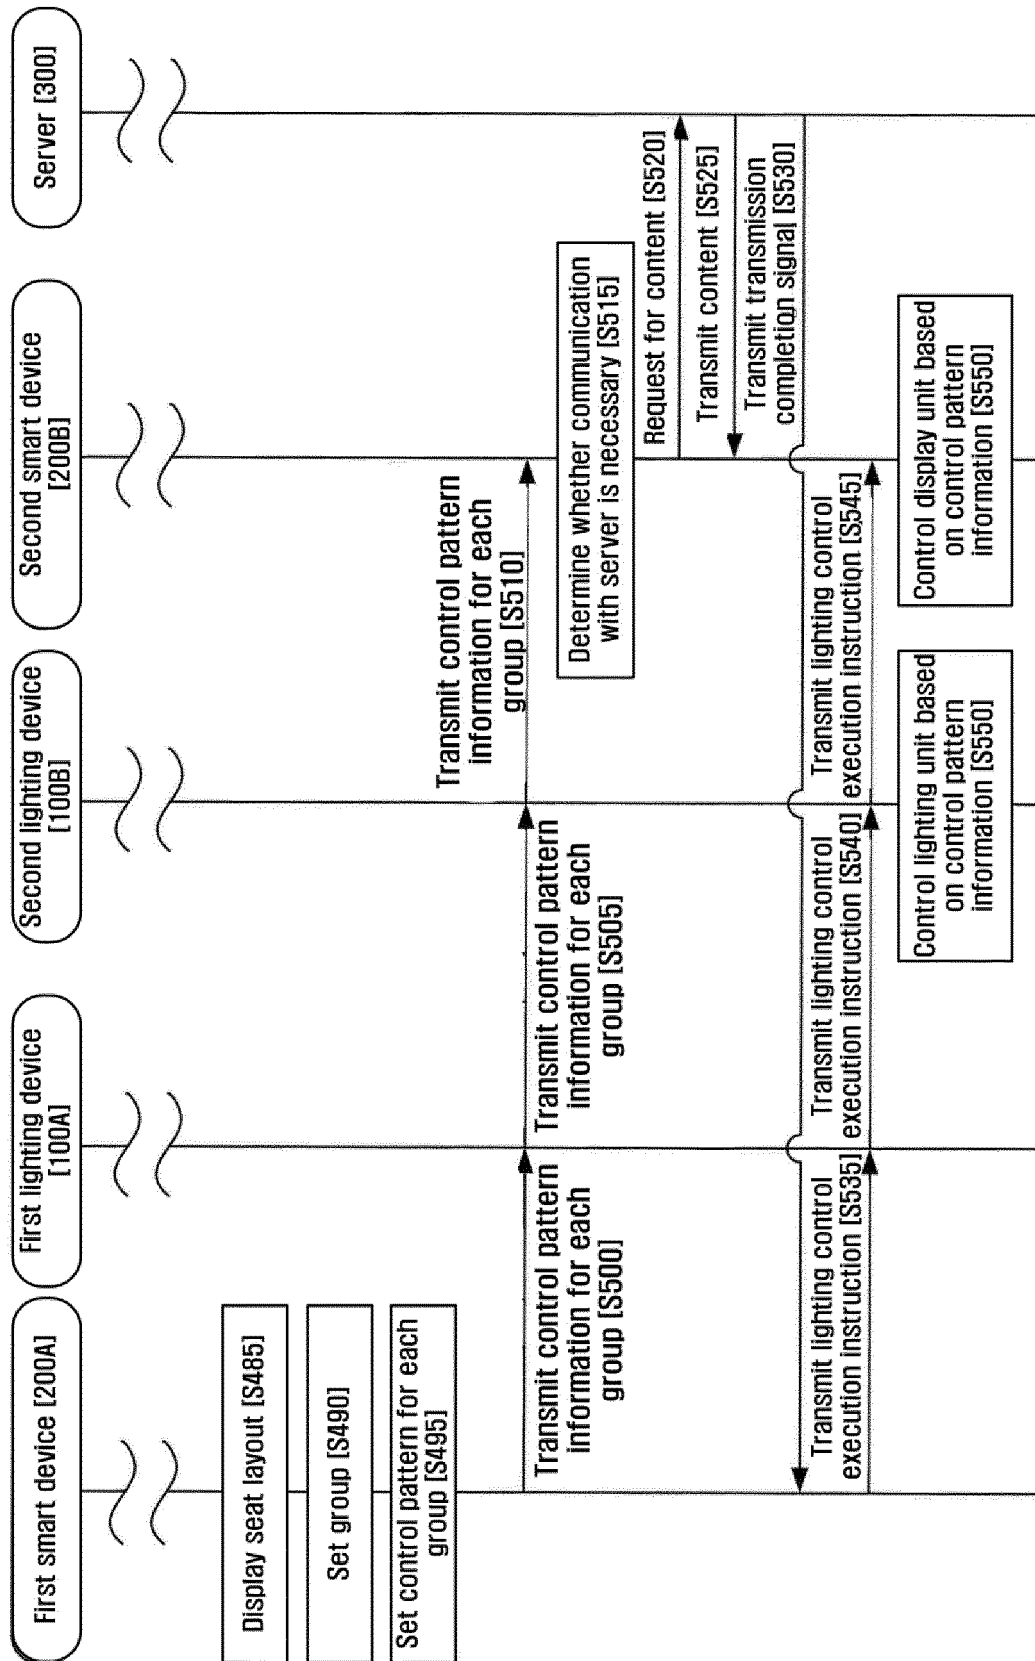 First smart device [200A]
First lighting device
[100A]
Second lighting device
[100B]
Second smart device
[200B]
Server [300]
Display seat layout [S485]
Set group [S490]
Set control pattern for each
group [S495]
Transmit control pattern
information for each
group [S500]
Transmit control pattern
information for each
group [S505]
Transmit control pattern
information for each
group [S510]
Determine whether communication
with server is necessary [S515]
Request for content [S520]
Transmit content [S525]
Transmit transmission
completion signal [S530]
Transmit lighting control
execution instruction [S535]
Transmit lighting control
execution instruction [S540]
Transmit lighting control
execution instruction [S545]
Control lighting unit based
on control pattern
information [S550]
Control display unit based
on control pattern
information [S550]